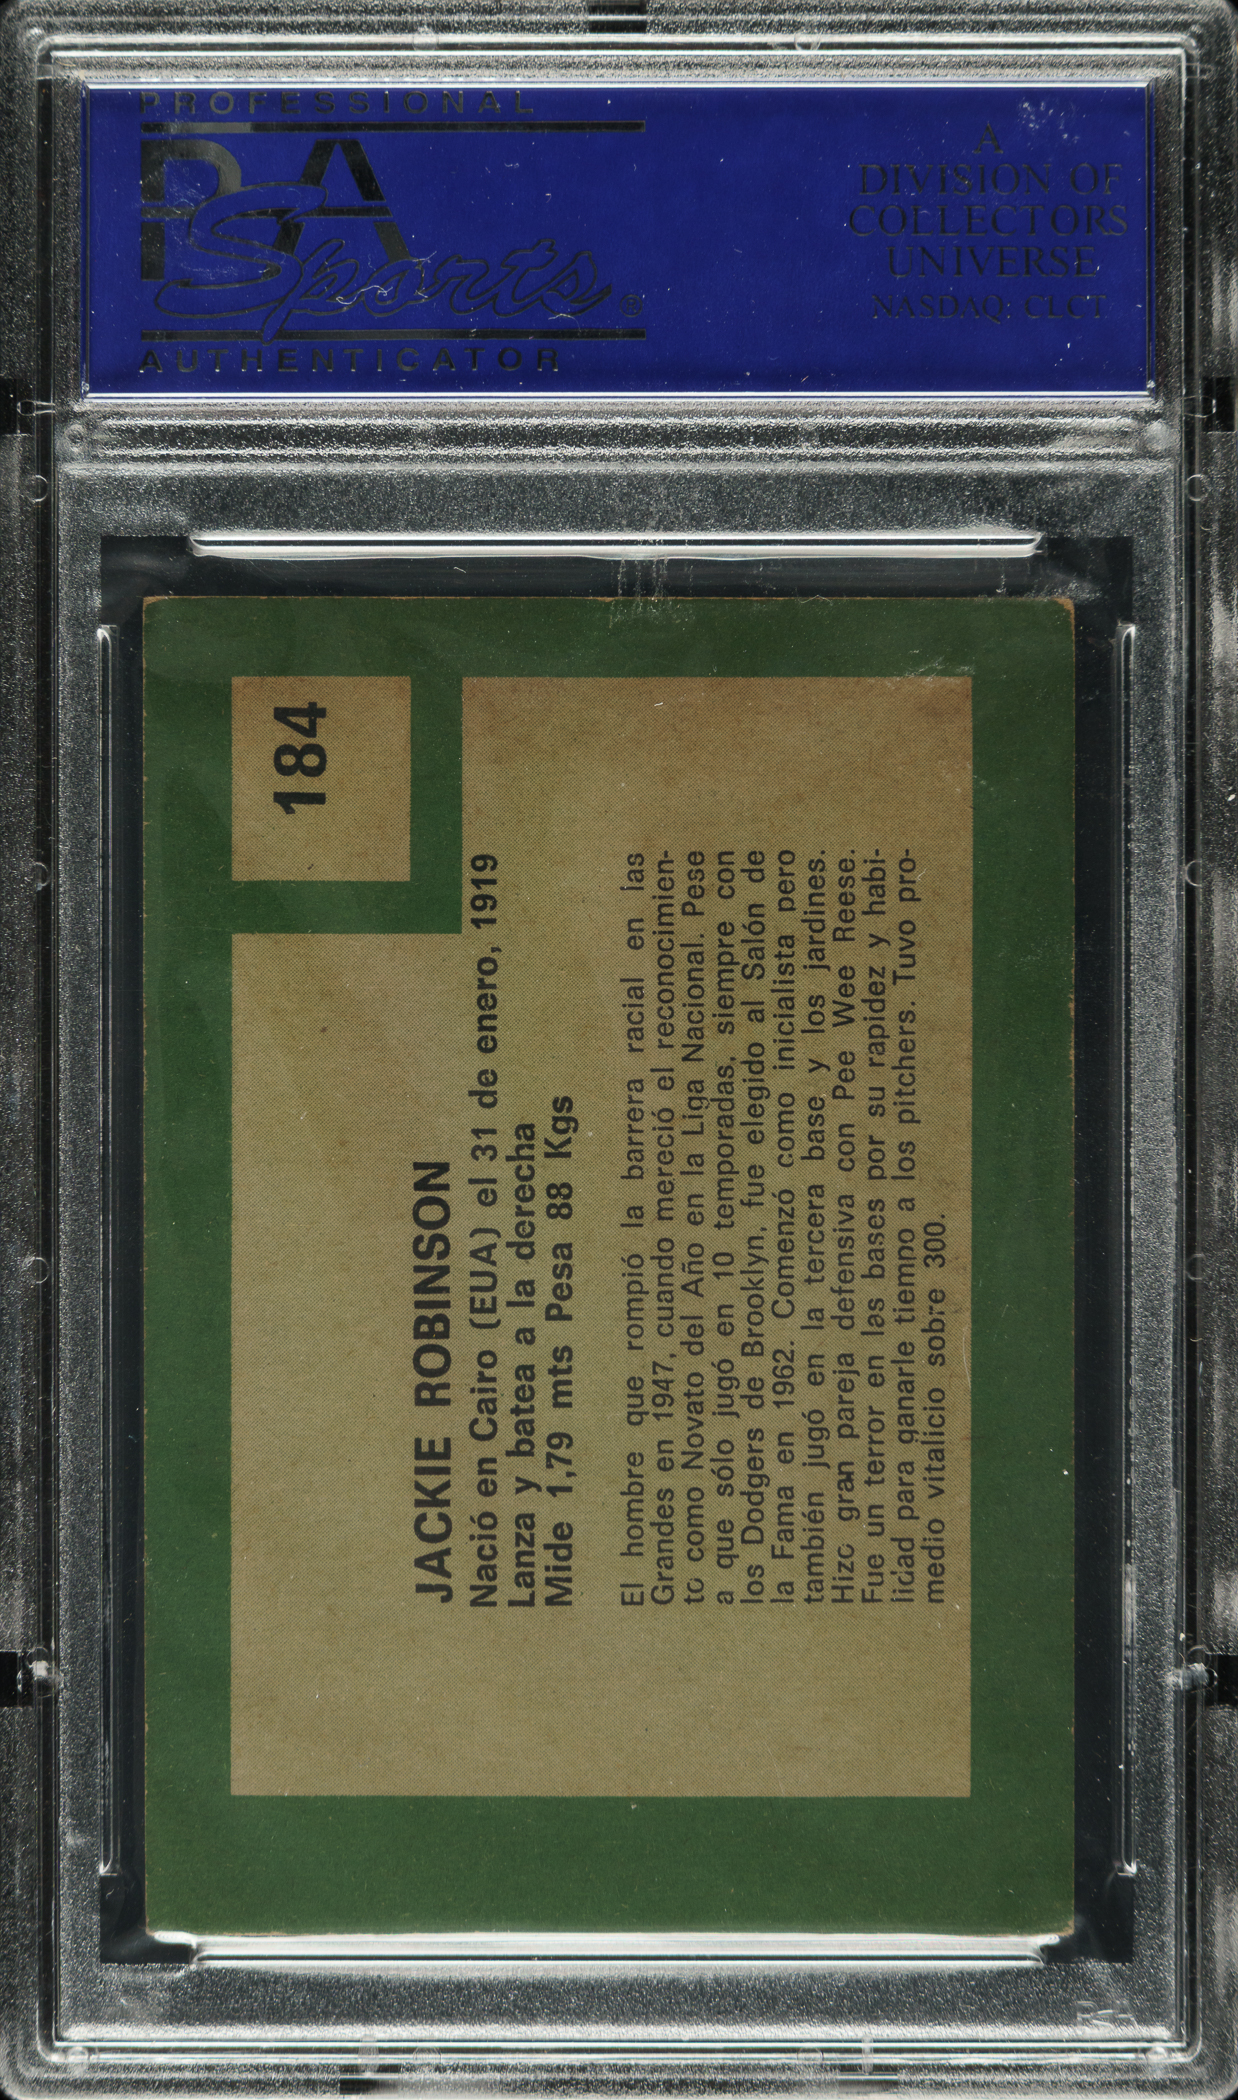 PROFESSIONAL
PSA
Sports®
AUTHENTICATOR
A
DIVISION OF
COLLECTORS
UNIVERSE
NASDAQ: CLCT
184
JACKIE ROBINSON
Nació en Cairo (EUA) el 31 de enero, 1919
Lanza y batea a la derecha
Mide 1,79 mts Pesa 88 Kgs
El hombre que rompió la barrera racial en las
Grandes en 1947, cuando mereció el reconocimien-
to como Novato del Año en la Liga Nacional. Pese
a que sólo jugó en 10 temporadas, siempre con
los Dodgers de Brooklyn, fue elegido al Salón de
la Fama en 1962. Comenzó como inicialista pero
también jugó en la tercera base y los jardines.
Hizo gran pareja defensiva con Pee Wee Reese.
Fue un terror en las bases por su rapidez y habi-
lidad para ganarle tiempo a los pitchers. Tuvo pro-
medio vitalicio sobre 300.
PSA